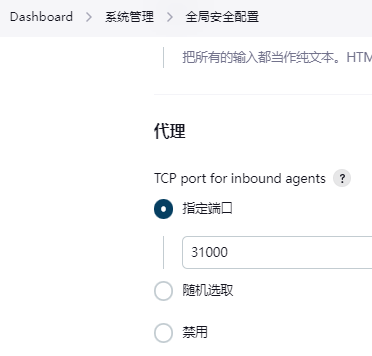 Dashboard > 系统管理 > 全局安全配置
把所有的输入都当作纯文本。HTM
代理
TCP port for inbound agents ?
指定端口
31000
随机选取
禁用